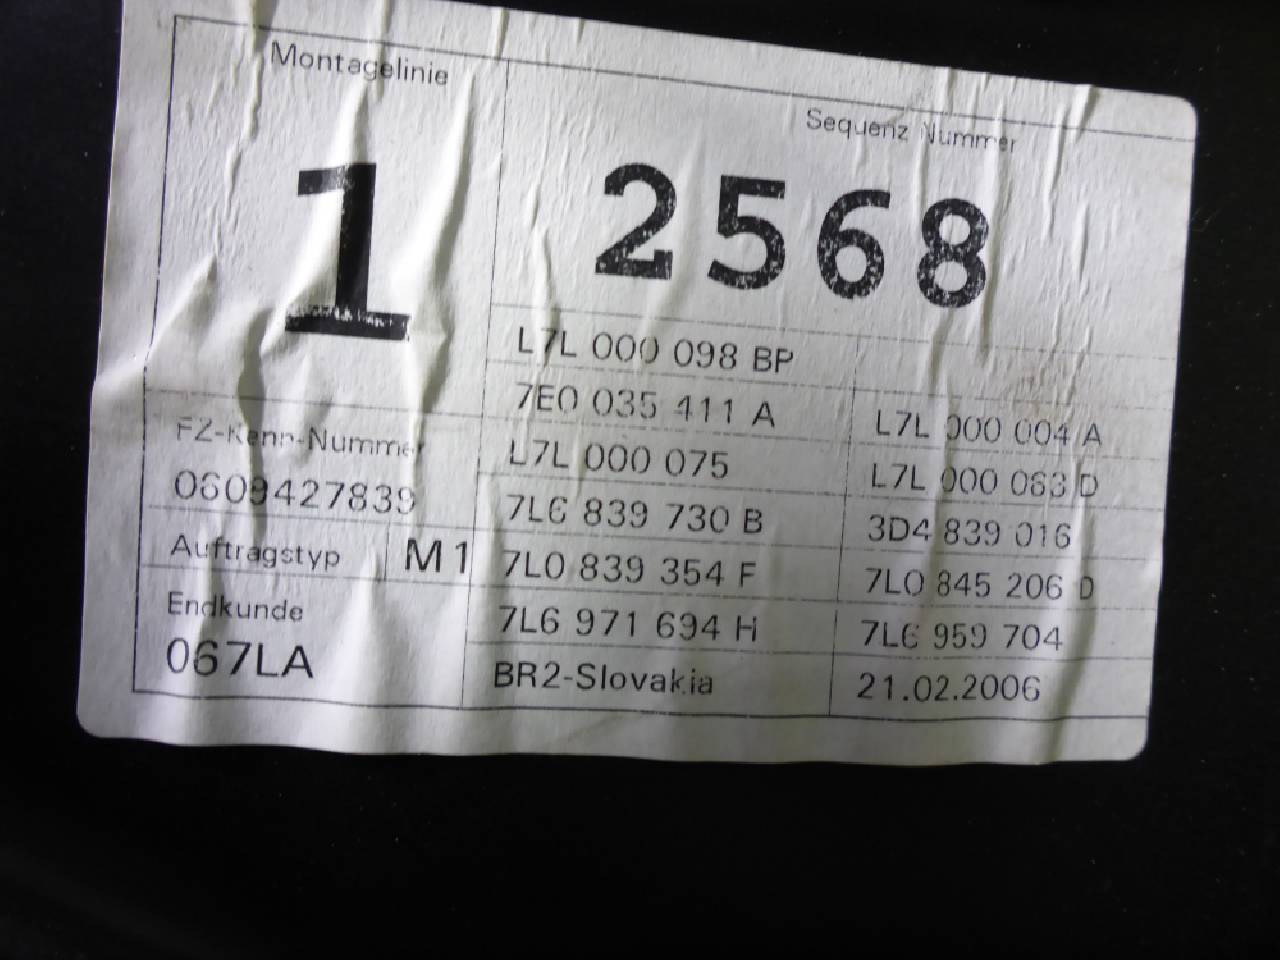 Montagelinie
1
Sequenz Nummer
2568
L7L 000 098 BP
7E0 035 411 A
L7L 000 004 A
L7L 000 075
L7L 000 063 D
7L6 839 730 B
3D4 839 016
7L0 839 354 F
7L0 845 206 D
7L6 971 694 H
7L6 959 704
BR2-Slovakia
21.02.2006
FZ-Kenn-Nummer
0609427839
Auftragstyp M1
Endkunde
067LA